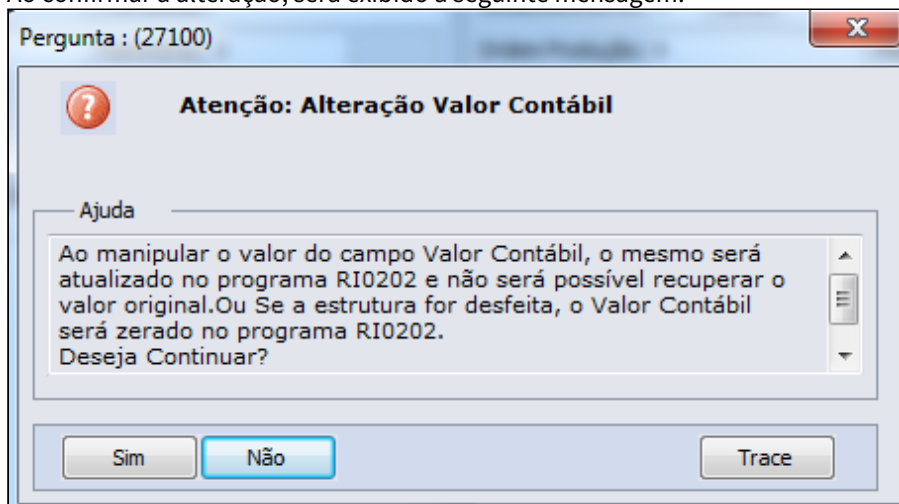 Ao confirmar a alteração, será exibido a seguinte mensagem:
Pergunta : (27100)
Atenção: Alteração Valor Contábil
Ajuda
Ao manipular o valor do campo Valor Contábil, o mesmo será
atualizado no programa RI0202 e não será possível recuperar o
valor original.Ou Se a estrutura for desfeita, o Valor Contábil
será zerado no programa RI0202.
Deseja Continuar?
Sim
Não
Trace